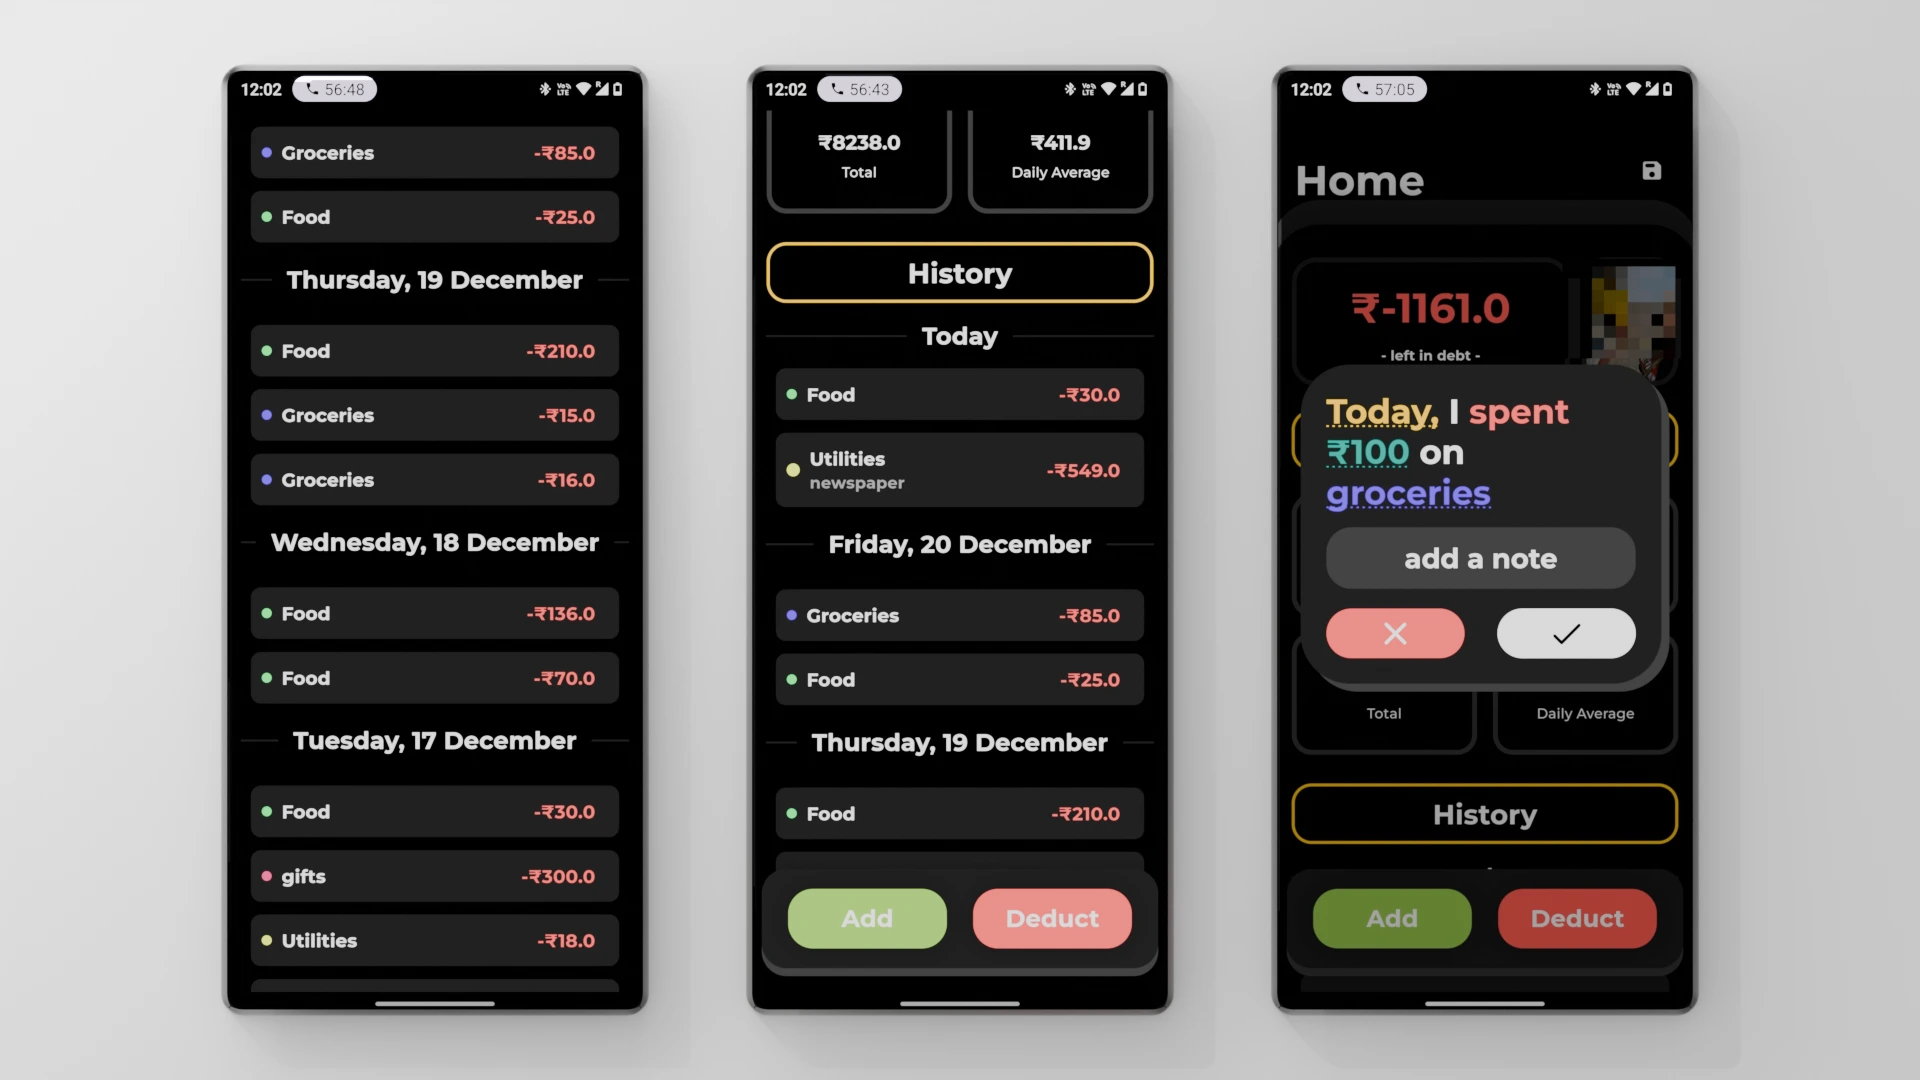 12:02 56:48
Groceries -₹85.0
Food -₹25.0
Thursday, 19 December
Food -₹210.0
Groceries -₹15.0
Groceries -₹16.0
Wednesday, 18 December
Food -₹136.0
Food -₹70.0
Tuesday, 17 December
Food -₹30.0
gifts -₹300.0
Utilities -₹18.0
12:02 56:43
₹8238.0 ₹411.9
Total Daily Average
History
Today
Food -₹30.0
Utilities
newspaper -₹549.0
Friday, 20 December
Groceries -₹85.0
Food -₹25.0
Thursday, 19 December
Food -₹210.0
Add Deduct
12:02 57:05
Home
₹-1161.0
- left in debt -
Today, I spent
₹100 on
groceries
add a note
Total Daily Average
History
Add Deduct